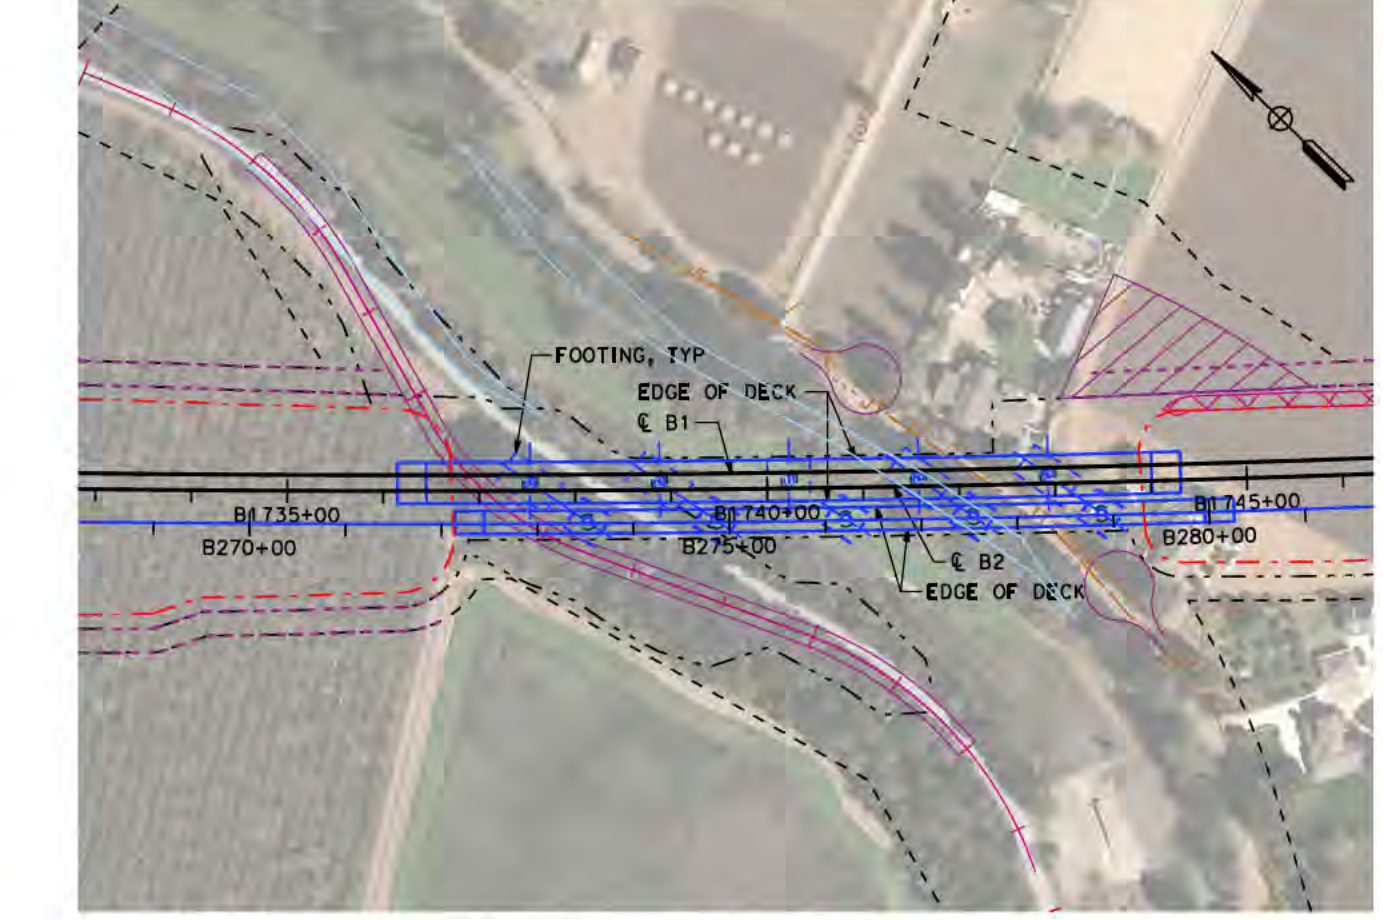 FOOTING, TYP
EDGE OF DECK
℄ B1
B1 735+00
B1 740+00
B1 745+00
B270+00
B275+00
B280+00
℄ B2
EDGE OF DECK